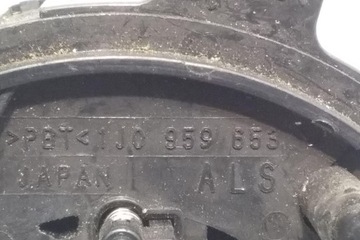 >PBT< 1J0 959 653
JAPAN ALS